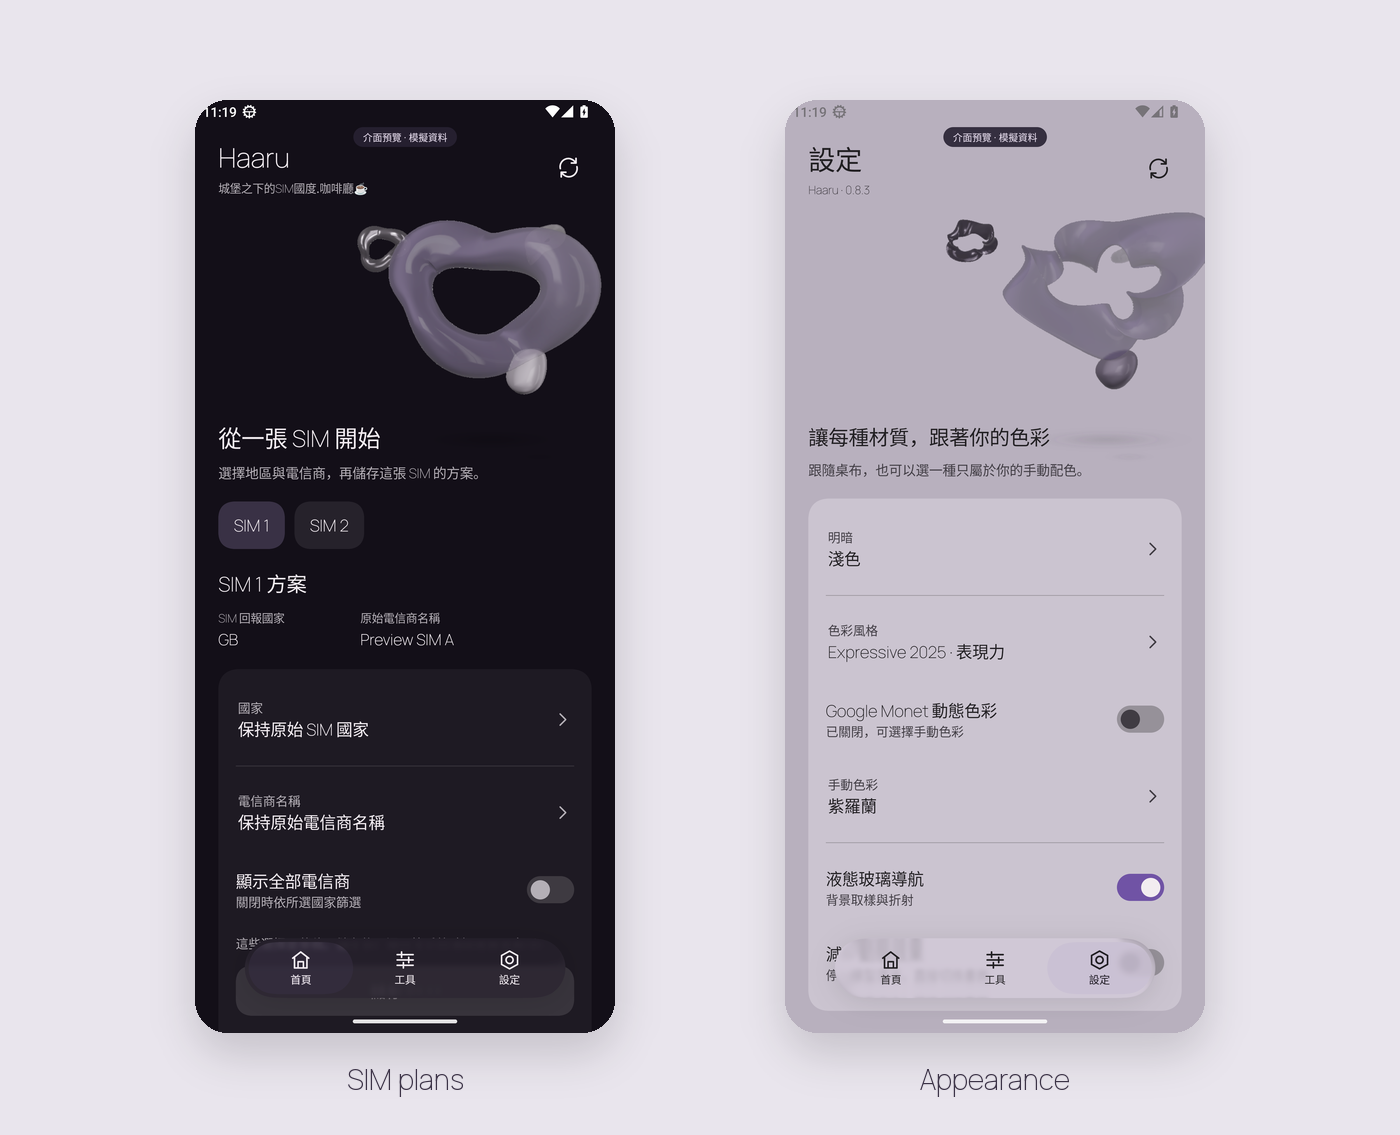 11:19
介面預覽 · 模擬資料
Haaru
城堡之下的SIM國度.咖啡廳☕
從一張 SIM 開始
選擇地區與電信商，再儲存這張 SIM 的方案。
SIM 1
SIM 2
SIM 1 方案
SIM 回報國家
原始電信商名稱
GB
Preview SIM A
國家
保持原始 SIM 國家
電信商名稱
保持原始電信商名稱
顯示全部電信商
關閉時依所選國家篩選
這些
首頁
工具
設定
SIM plans
11:19
介面預覽 · 模擬資料
設定
Haaru · 0.8.3
讓每種材質，跟著你的色彩
跟隨桌布，也可以選一種只屬於你的手動配色。
明暗
淺色
色彩風格
Expressive 2025 · 表現力
Google Monet 動態色彩
已關閉，可選擇手動色彩
手動色彩
紫羅蘭
液態玻璃導航
背景取樣與折射
減
停
首頁
工具
設定
Appearance